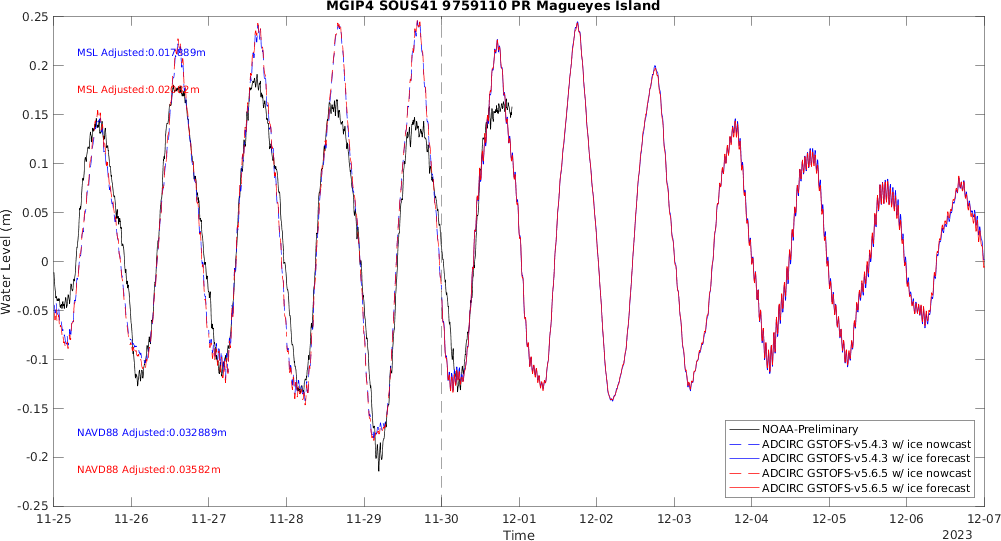 MGIP4 SOUS41 9759110 PR Magueyes Island
0.25
0.2
0.15
0.1
0.05
0
-0.05
-0.1
-0.15
-0.2
-0.25
Water Level (m)
MSL Adjusted:0.017889m
MSL
NAVD88 Adjusted:0.032889m
NAVD88 Adjusted:0.03582m
NOAA-Preliminary
ADCIRC GSTOFS-v5.4.3 w/ ice nowcast
ADCIRC GSTOFS-v5.4.3 w/ ice forecast
ADCIRC GSTOFS-v5.6.5 w/ ice nowcast
ADCIRC GSTOFS-v5.6.5 w/ ice forecast
11-25 11-26 11-27 11-28 11-29 11-30 12-01 12-02 12-03 12-04 12-05 12-06 12-07
Time
2023